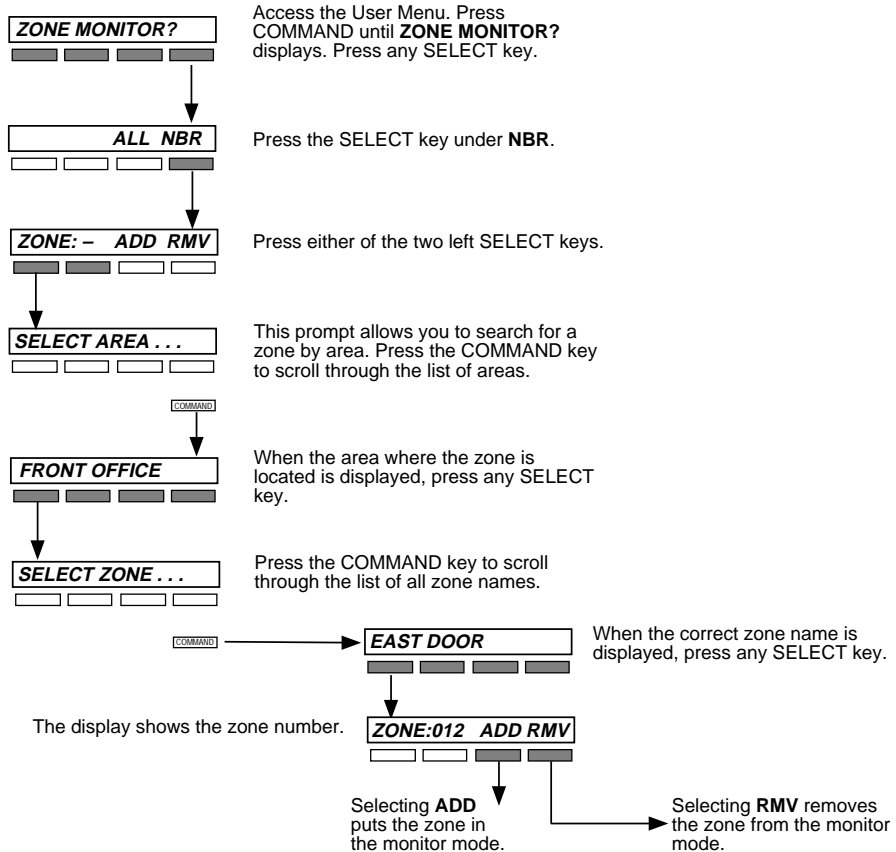 ZONE MONITOR?
Access the User Menu. Press
COMMAND until ZONE MONITOR?
displays. Press any SELECT key.
ALL NBR
Press the SELECT key under NBR.
ZONE: – ADD RMV
Press either of the two left SELECT keys.
SELECT AREA . . .
This prompt allows you to search for a
zone by area. Press the COMMAND key
to scroll through the list of areas.
COMMAND
FRONT OFFICE
When the area where the zone is
located is displayed, press any SELECT
key.
SELECT ZONE . . .
Press the COMMAND key to scroll
through the list of all zone names.
COMMAND
EAST DOOR
When the correct zone name is
displayed, press any SELECT key.
The display shows the zone number.
ZONE:012 ADD RMV
Selecting ADD
puts the zone in
the monitor mode.
Selecting RMV removes
the zone from the monitor
mode.